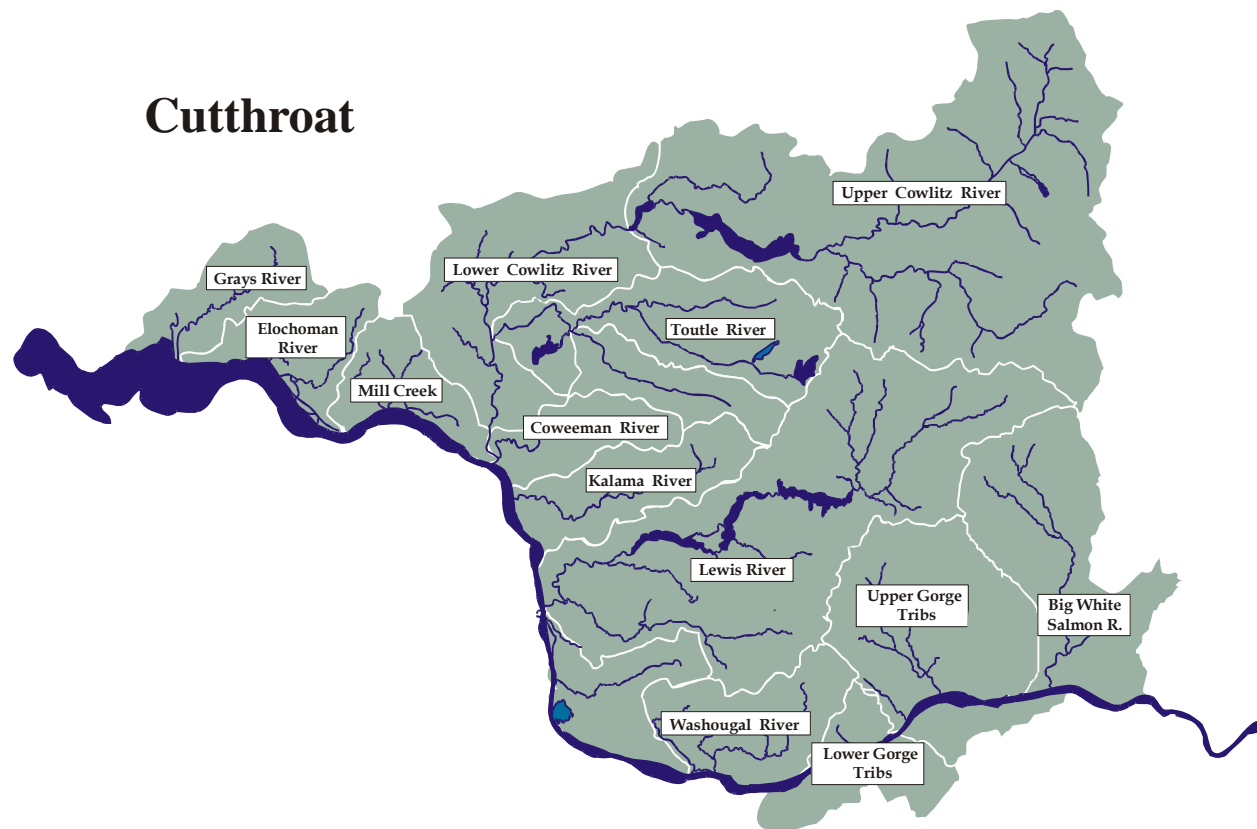 Cutthroat
Upper Cowlitz River
Lower Cowlitz River
Grays River
Elochoman
River
Toutle River
Mill Creek
Coweeman River
Kalama River
Lewis River
Upper Gorge
Tribs
Big White
Salmon R.
Washougal River
Lower Gorge
Tribs